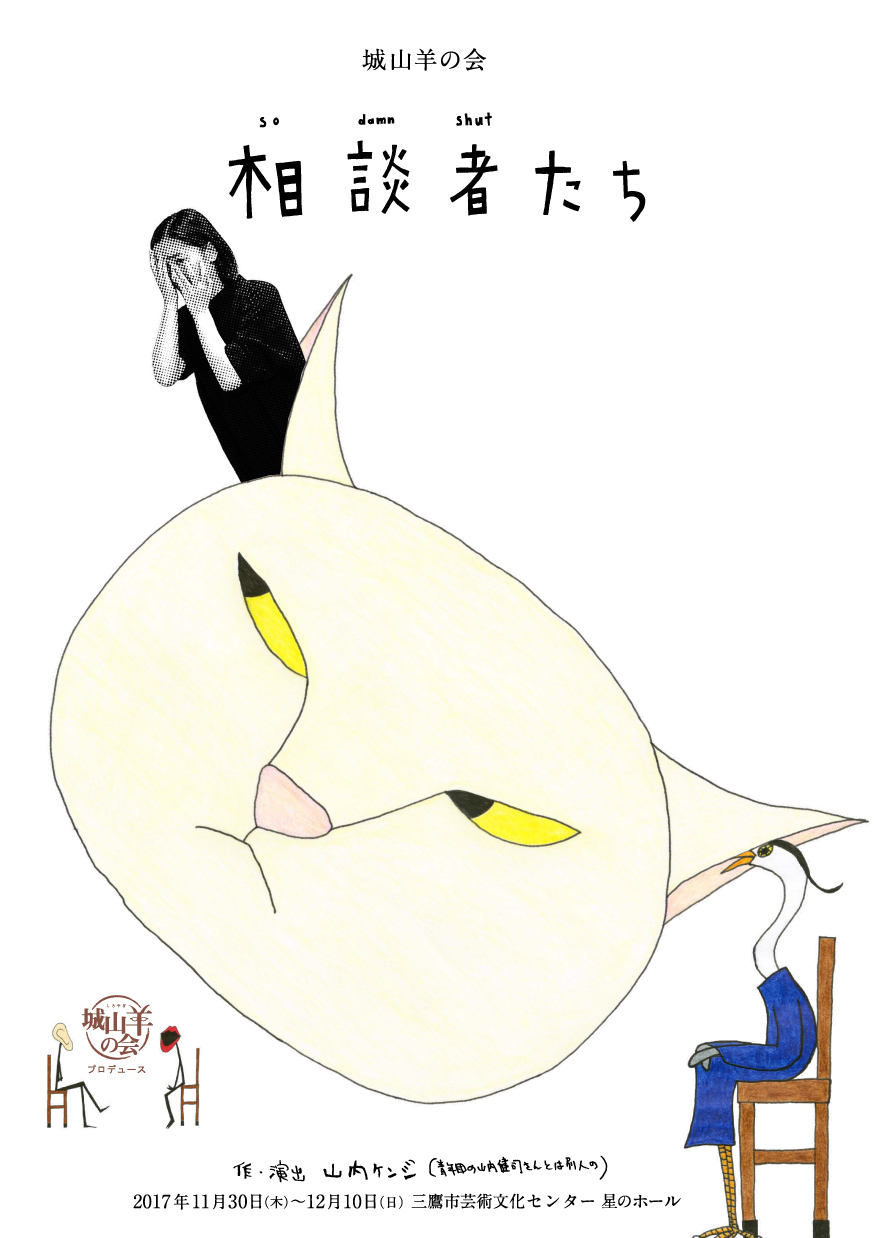 城山羊の会
so damn shut
相談者たち
しろやぎ
城山羊
の会
プロデュース
作・演出 山内ケンジ (青年団の山内健司さんとは別人の)
2017年11月30日(木)～12月10日(日) 三鷹市芸術文化センター 星のホール